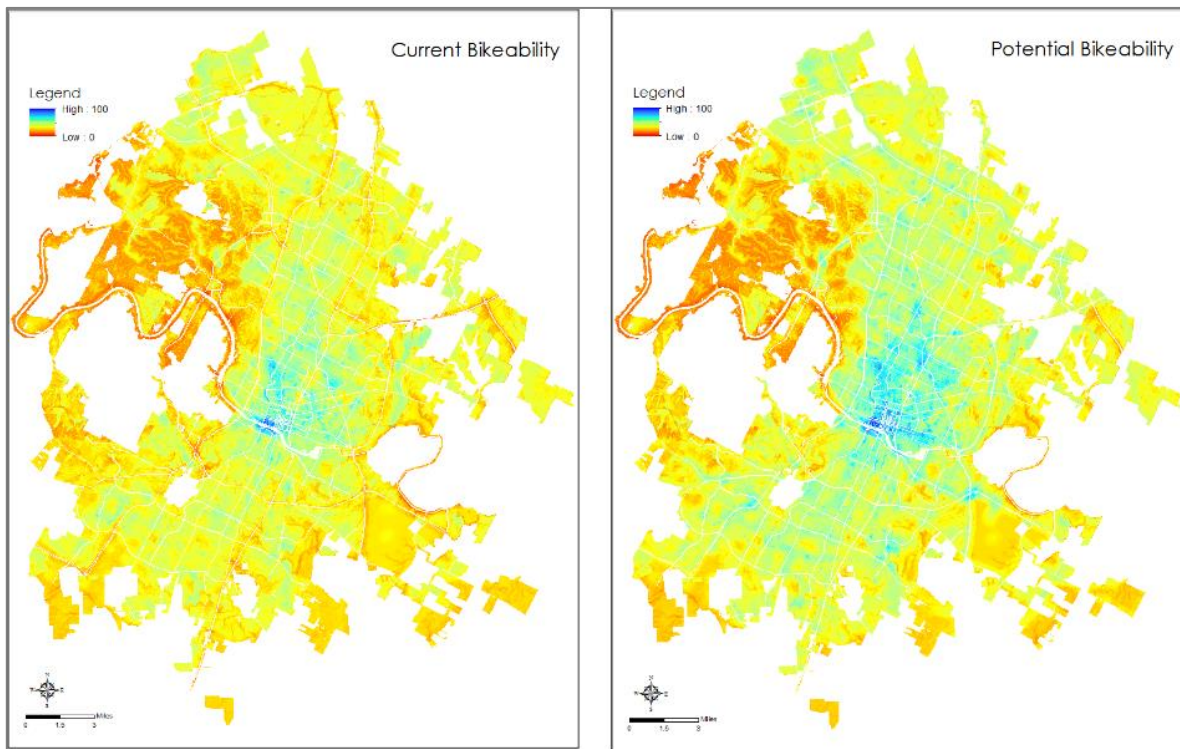 Current Bikeability
Legend
High : 100
Low : 0
N
W E
S
0 1.5 3 Miles
Potential Bikeability
Legend
High : 100
Low : 0
N
W E
S
0 1.5 3 Miles